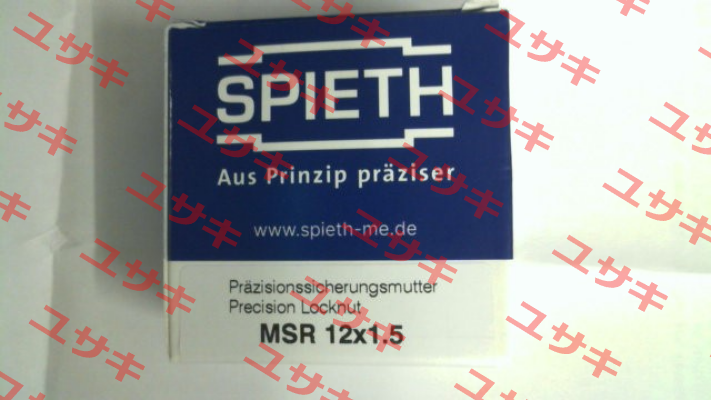 SPIETH
Aus Prinzip präziser
www.spieth-me.de
Präzisionssicherungsmutter
Precision Locknut
MSR 12x1.5
ユサキ